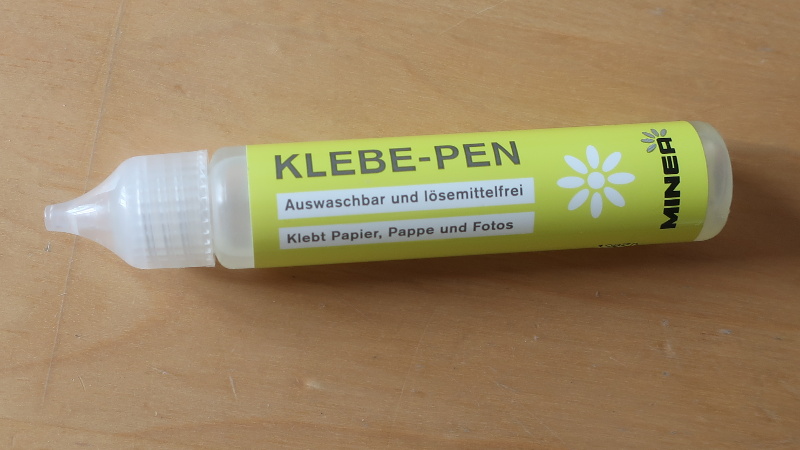 KLEBE-PEN
Auswaschbar und lösemittelfrei
Klebt Papier, Pappe und Fotos
MINEA